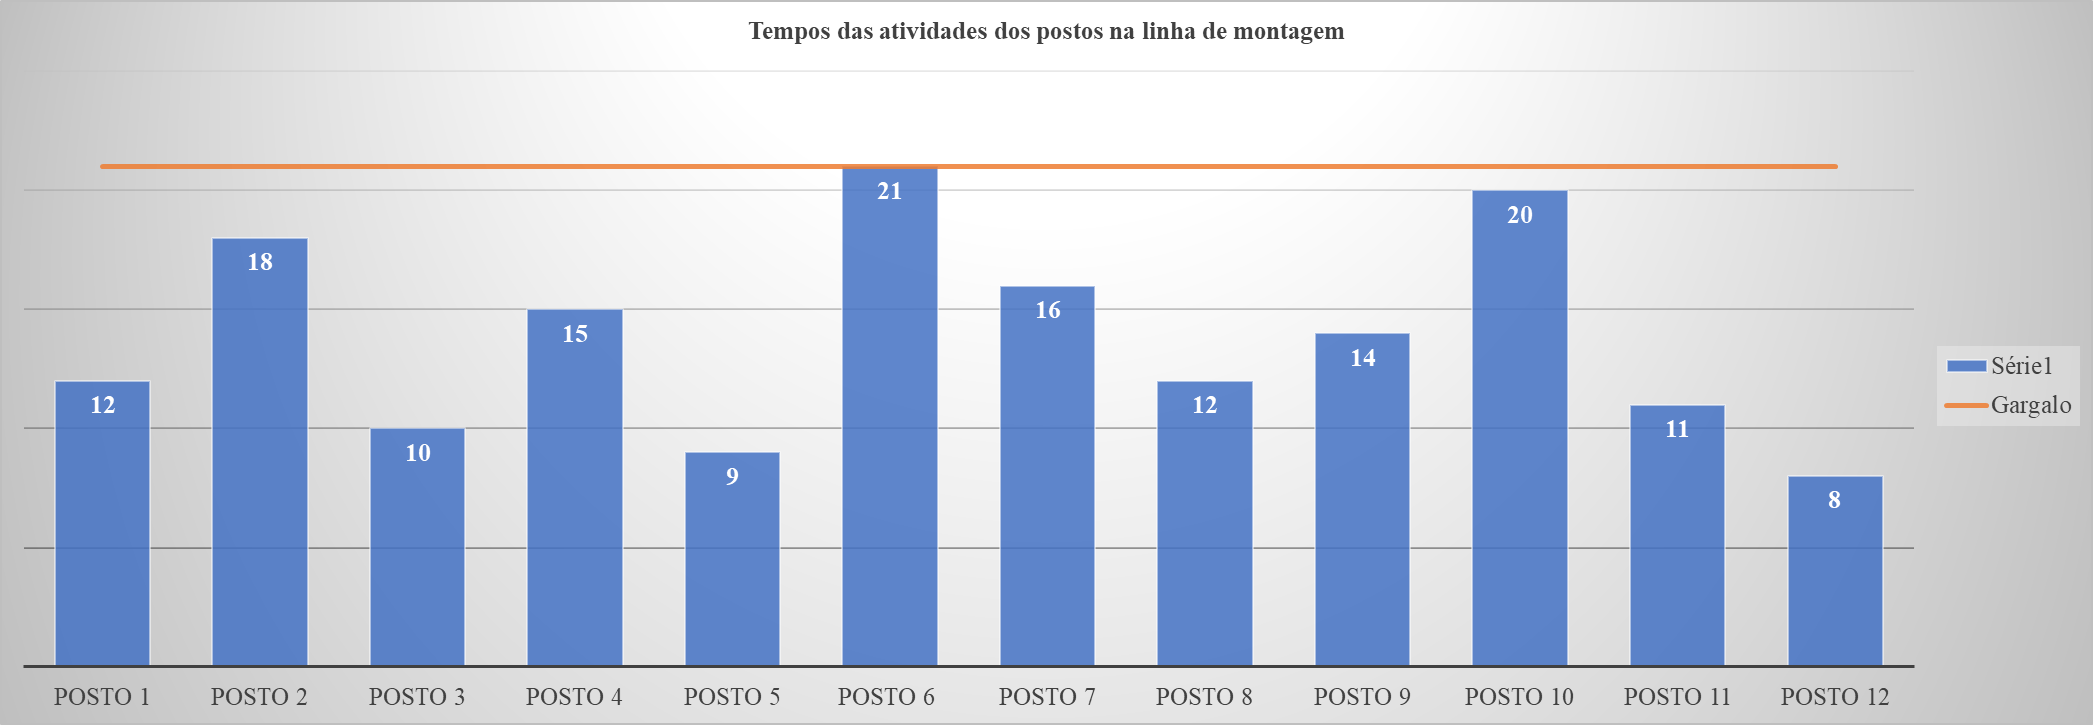 Tempos das atividades dos postos na linha de montagem
12
18
10
15
9
21
16
12
14
20
11
8
POSTO 1
POSTO 2
POSTO 3
POSTO 4
POSTO 5
POSTO 6
POSTO 7
POSTO 8
POSTO 9
POSTO 10
POSTO 11
POSTO 12
Série1
Gargalo